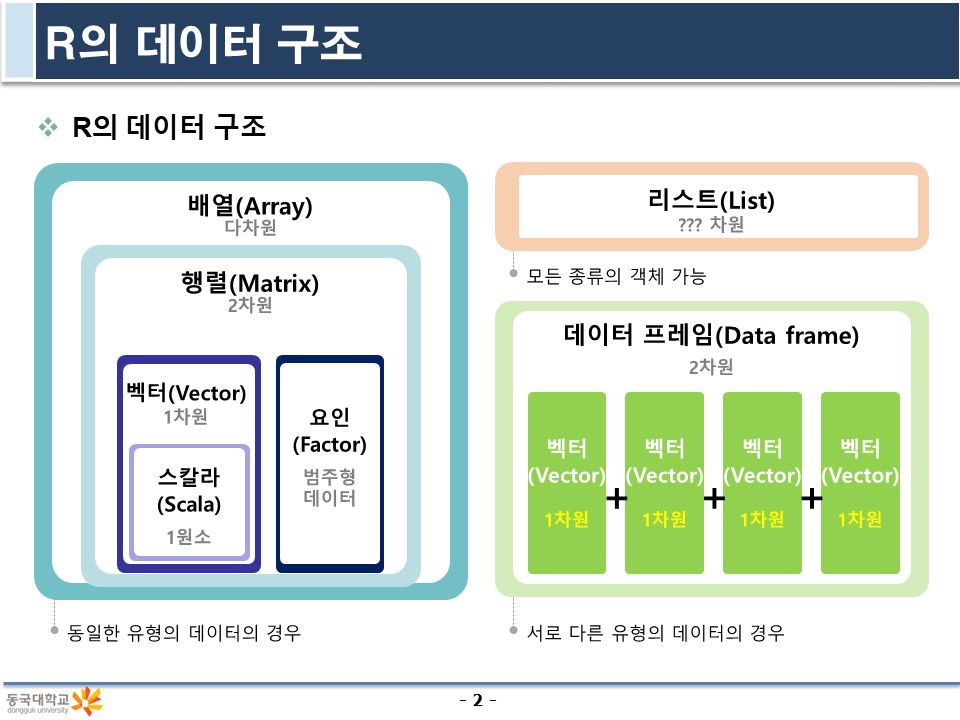 R의 데이터 구조
R의 데이터 구조
배열(Array)
다차원
행렬(Matrix)
2차원
벡터(Vector)
1차원
스칼라
(Scala)
1원소
요인
(Factor)
범주형
데이터
동일한 유형의 데이터의 경우
리스트(List)
??? 차원
모든 종류의 객체 가능
데이터 프레임(Data frame)
2차원
벡터
(Vector)
1차원
+
벡터
(Vector)
1차원
+
벡터
(Vector)
1차원
+
벡터
(Vector)
1차원
서로 다른 유형의 데이터의 경우
동국대학교
dongguk university
- 2 -